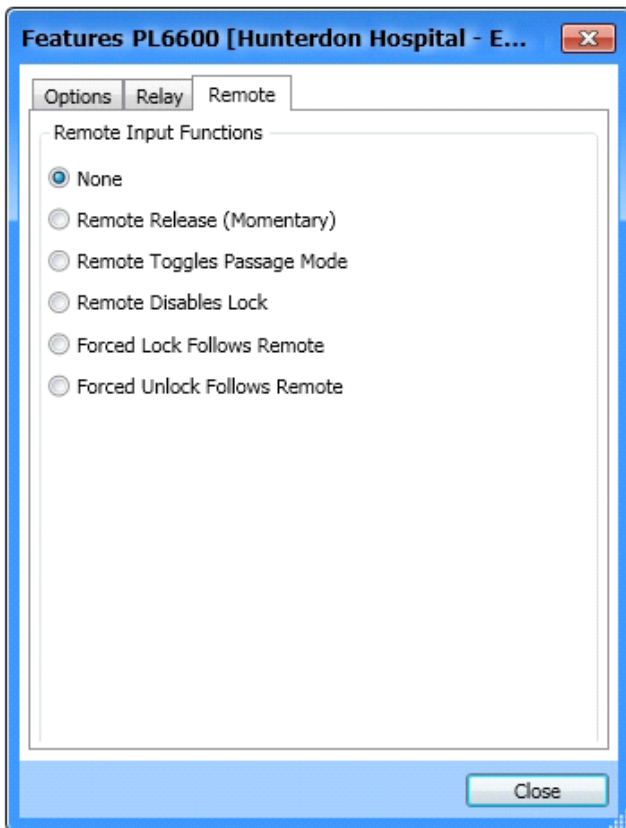 Features PL6600 [Hunterdon Hospital - E...
Options Relay Remote
Remote Input Functions
None
Remote Release (Momentary)
Remote Toggles Passage Mode
Remote Disables Lock
Forced Lock Follows Remote
Forced Unlock Follows Remote
Close